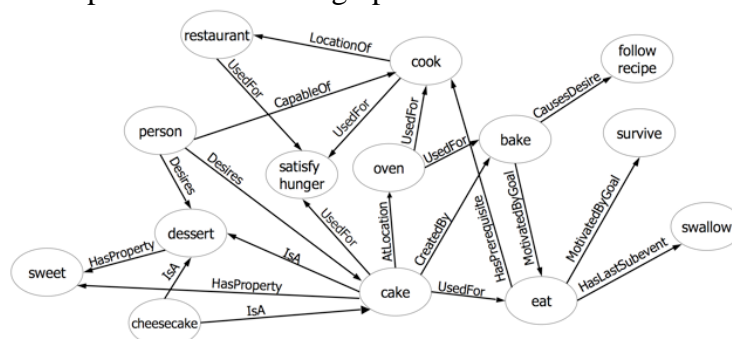 restaurant
LocationOf
cook
follow
recipe
UsedFor
CapableOf
UsedFor
UsedFor
CausesDesire
person
satisfy
hunger
oven
UsedFor
bake
survive
Desires
Desires
UsedFor
AtLocation
CreatedBy
HasPrerequisite
MotivatedByGoal
MotivatedByGoal
swallow
dessert
HasProperty
IsA
sweet
IsA
HasProperty
cake
UsedFor
eat
HasLastSubevent
cheesecake
IsA